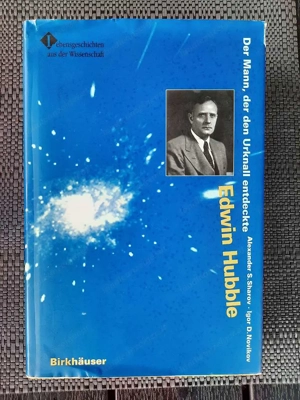 Lebensgeschichten
aus der Wissenschaft
Der Mann, der den Urknall entdeckte
Alexander S. Sharov · Igor D. Novikov
Edwin Hubble
Birkhäuser